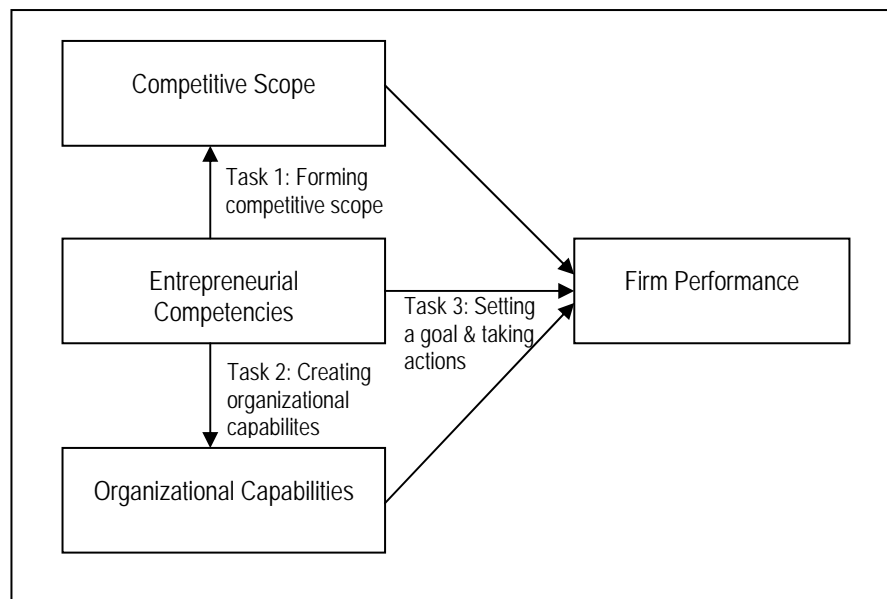 Competitive Scope
Task 1: Forming
competitive scope
Entrepreneurial
Competencies
Firm Performance
Task 3: Setting
a goal & taking
actions
Task 2: Creating
organizational
capabilites
Organizational Capabilities